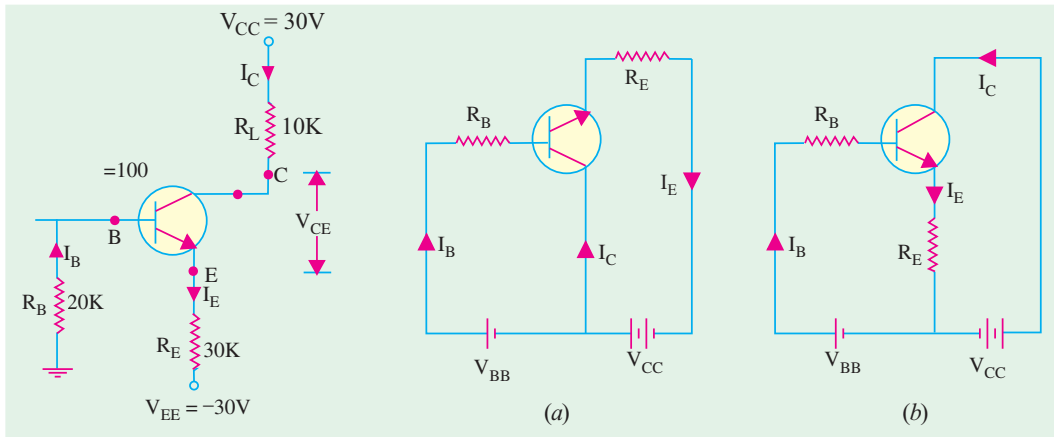 V_CC = 30V
I_C
R_L 10K
C
=100
V_CE
B
I_B
E
I_E
R_B 20K
R_E 30K
V_EE = −30V
R_E
R_B
I_E
I_B
I_C
V_BB
V_CC
(a)
I_C
R_B
I_E
I_B
R_E
V_BB
V_CC
(b)